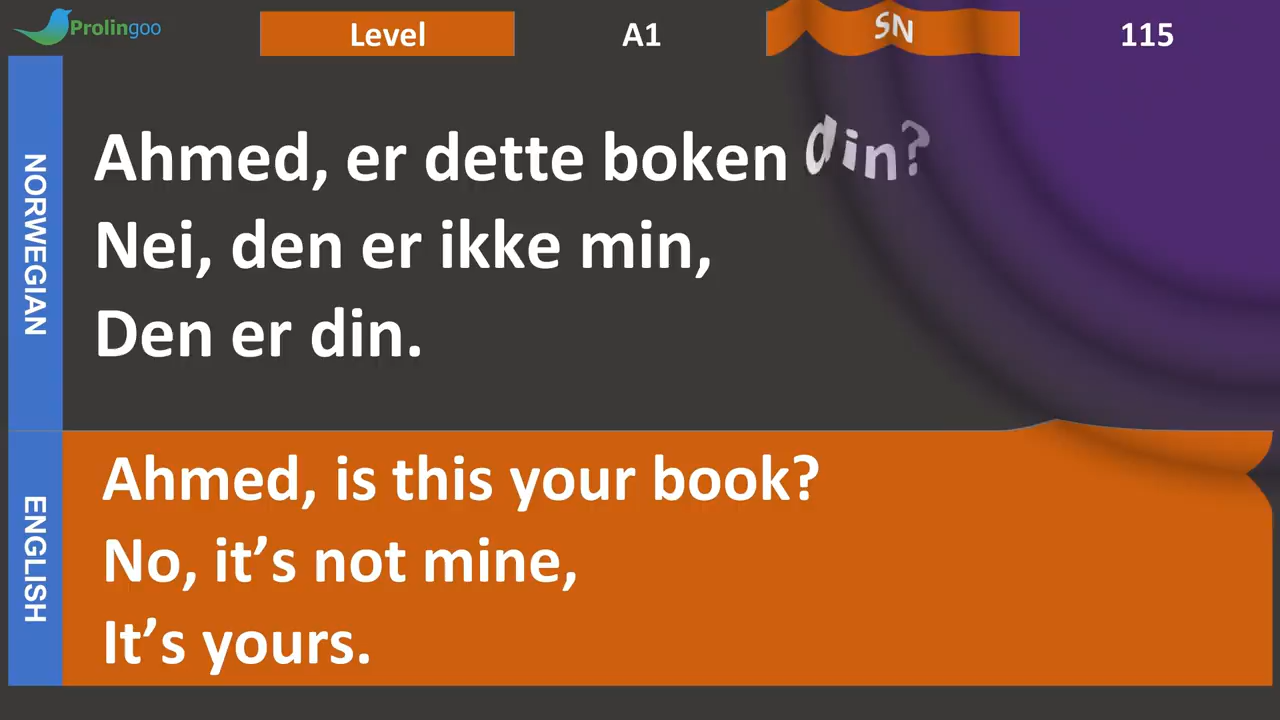 Prolingoo
Level A1 SN 115
NORWEGIAN
Ahmed, er dette boken din?
Nei, den er ikke min,
Den er din.
ENGLISH
Ahmed, is this your book?
No, it’s not mine,
It’s yours.